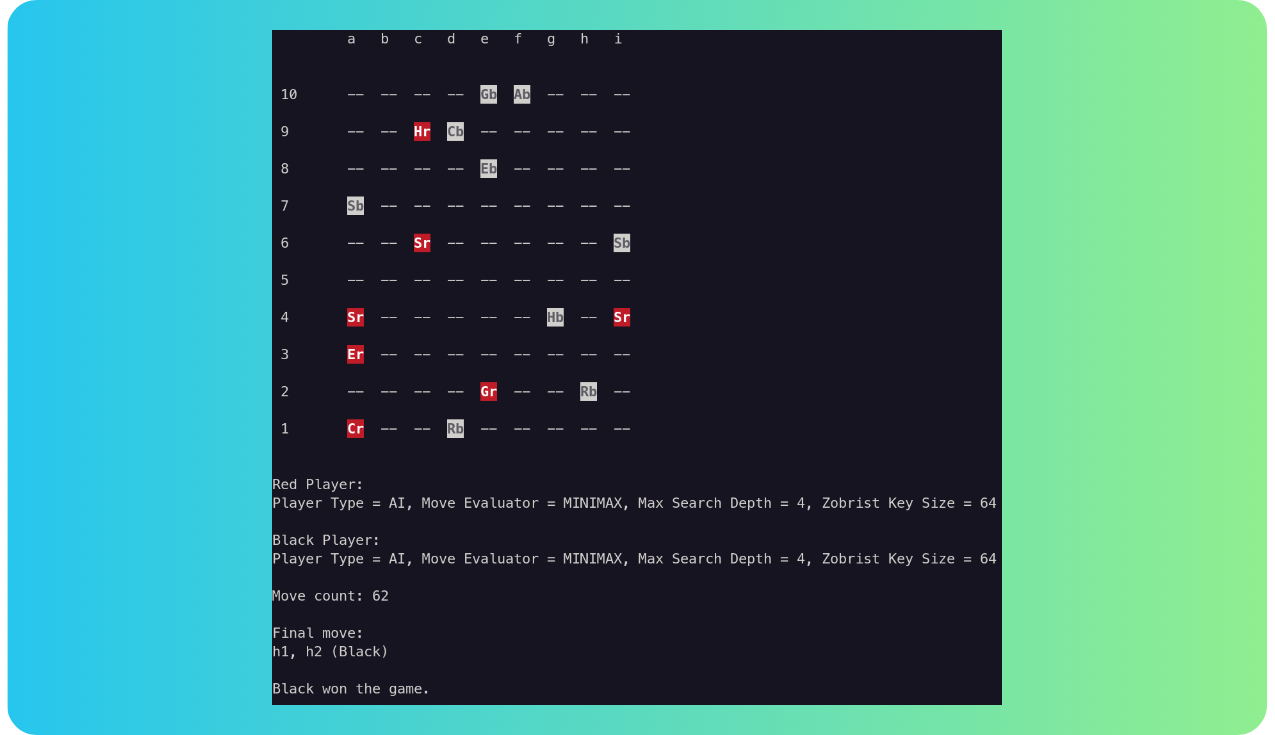 a b c d e f g h i
10 —— —— —— —— Gb Ab —— —— ——
9 —— —— Hr Cb —— —— —— —— ——
8 —— —— —— —— Eb —— —— —— ——
7 Sb —— —— —— —— —— —— —— ——
6 —— —— Sr —— —— —— —— —— Sb
5 —— —— —— —— —— —— —— —— ——
4 Sr —— —— —— —— —— Hb —— Sr
3 Er —— —— —— —— —— —— —— ——
2 —— —— —— —— Gr —— —— Rb ——
1 Cr —— —— Rb —— —— —— —— ——
Red Player:
Player Type = AI, Move Evaluator = MINIMAX, Max Search Depth = 4, Zobrist Key Size = 64
Black Player:
Player Type = AI, Move Evaluator = MINIMAX, Max Search Depth = 4, Zobrist Key Size = 64
Move count: 62
Final move:
h1, h2 (Black)
Black won the game.